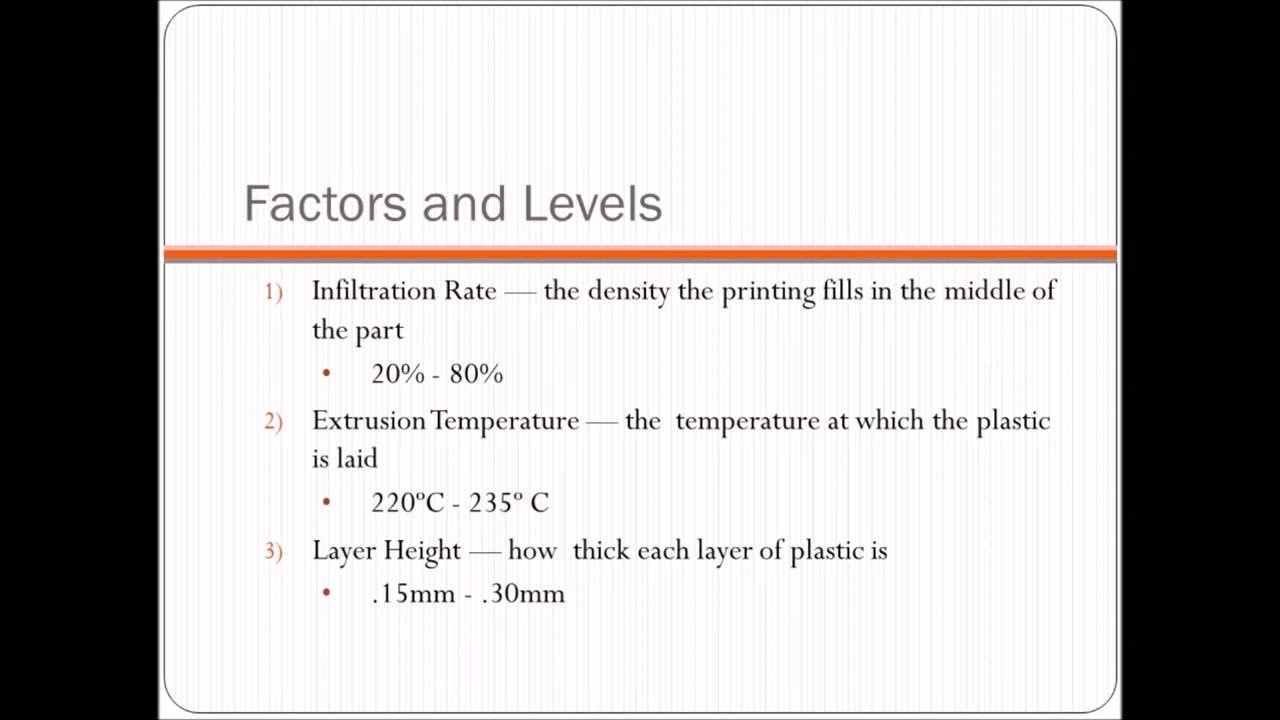 Factors and Levels
1) Infiltration Rate — the density the printing fills in the middle of
the part
• 20% - 80%
2) Extrusion Temperature — the temperature at which the plastic
is laid
• 220°C - 235° C
3) Layer Height — how thick each layer of plastic is
• .15mm - .30mm